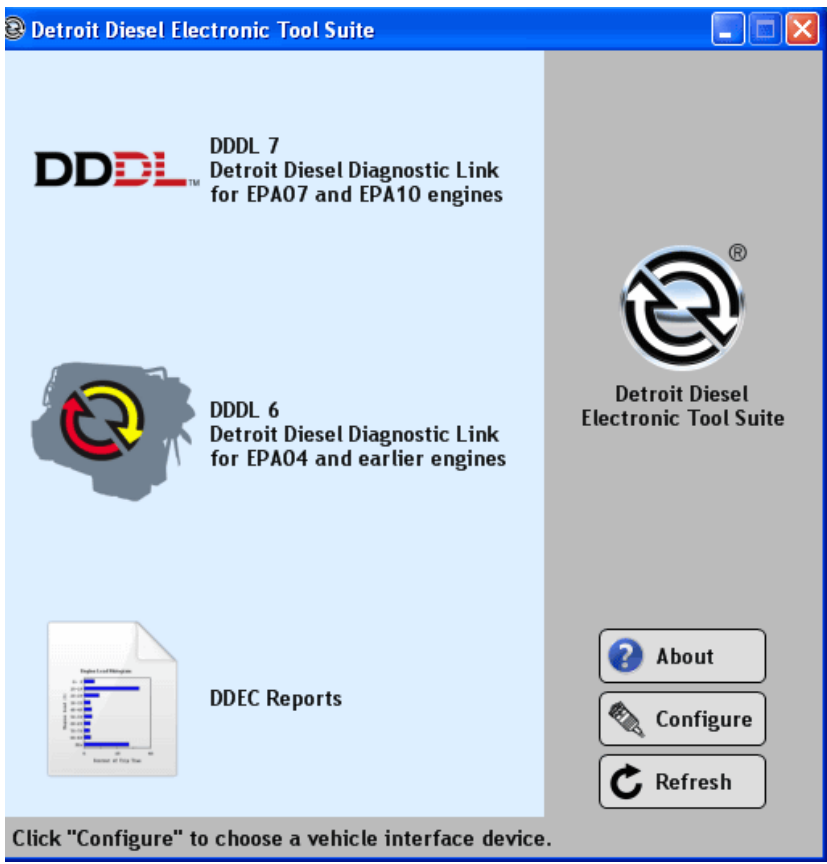 Detroit Diesel Electronic Tool Suite
DDDL™
DDDL 7
Detroit Diesel Diagnostic Link
for EPA07 and EPA10 engines
®
Detroit Diesel
Electronic Tool Suite
DDDL 6
Detroit Diesel Diagnostic Link
for EPA04 and earlier engines
DDEC Reports
About
Configure
Refresh
Click "Configure" to choose a vehicle interface device.